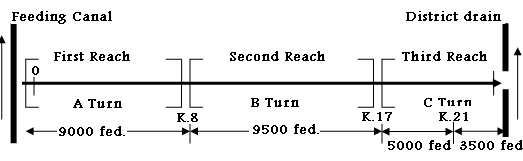 Feeding Canal District drain
First Reach Second Reach Third Reach
0
A Turn B Turn C Turn
K.8 K.17 K.21
9000 fed. 9500 fed. 5000 fed 3500 fed